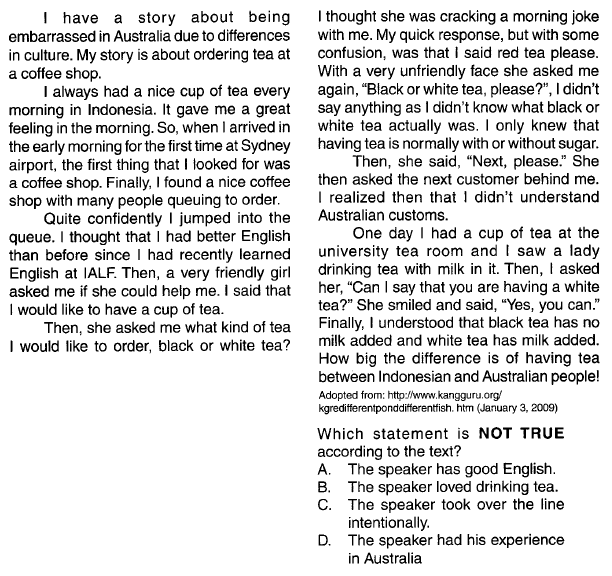 I have a story about being
embarrassed in Australia due to differences
in culture. My story is about ordering tea at
a coffee shop.
I always had a nice cup of tea every
morning in Indonesia. It gave me a great
feeling in the morning. So, when I arrived in
the early morning for the first time at Sydney
airport, the first thing that I looked for was
a coffee shop. Finally, I found a nice coffee
shop with many people queuing to order.
Quite confidently I jumped into the
queue. I thought that I had better English
than before since I had recently learned
English at IALF. Then, a very friendly girl
asked me if she could help me. I said that
I would like to have a cup of tea.
Then, she asked me what kind of tea
I would like to order, black or white tea?
I thought she was cracking a morning joke
with me. My quick response, but with some
confusion, was that I said red tea please.
With a very unfriendly face she asked me
again, “Black or white tea, please?”, I didn’t
say anything as I didn’t know what black or
white tea actually was. I only knew that
having tea is normally with or without sugar.
Then, she said, “Next, please.” She
then asked the next customer behind me.
I realized then that I didn’t understand
Australian customs.
One day I had a cup of tea at the
university tea room and I saw a lady
drinking tea with milk in it. Then, I asked
her, “Can I say that you are having a white
tea?” She smiled and said, “Yes, you can.”
Finally, I understood that black tea has no
milk added and white tea has milk added.
How big the difference is of having tea
between Indonesian and Australian people!
Adopted from: http://www.kangguru.org/
kgredifferentponddifferentfish. htm (January 3, 2009)
Which statement is NOT TRUE
according to the text?
A. The speaker has good English.
B. The speaker loved drinking tea.
C. The speaker took over the line
intentionally.
D. The speaker had his experience
in Australia